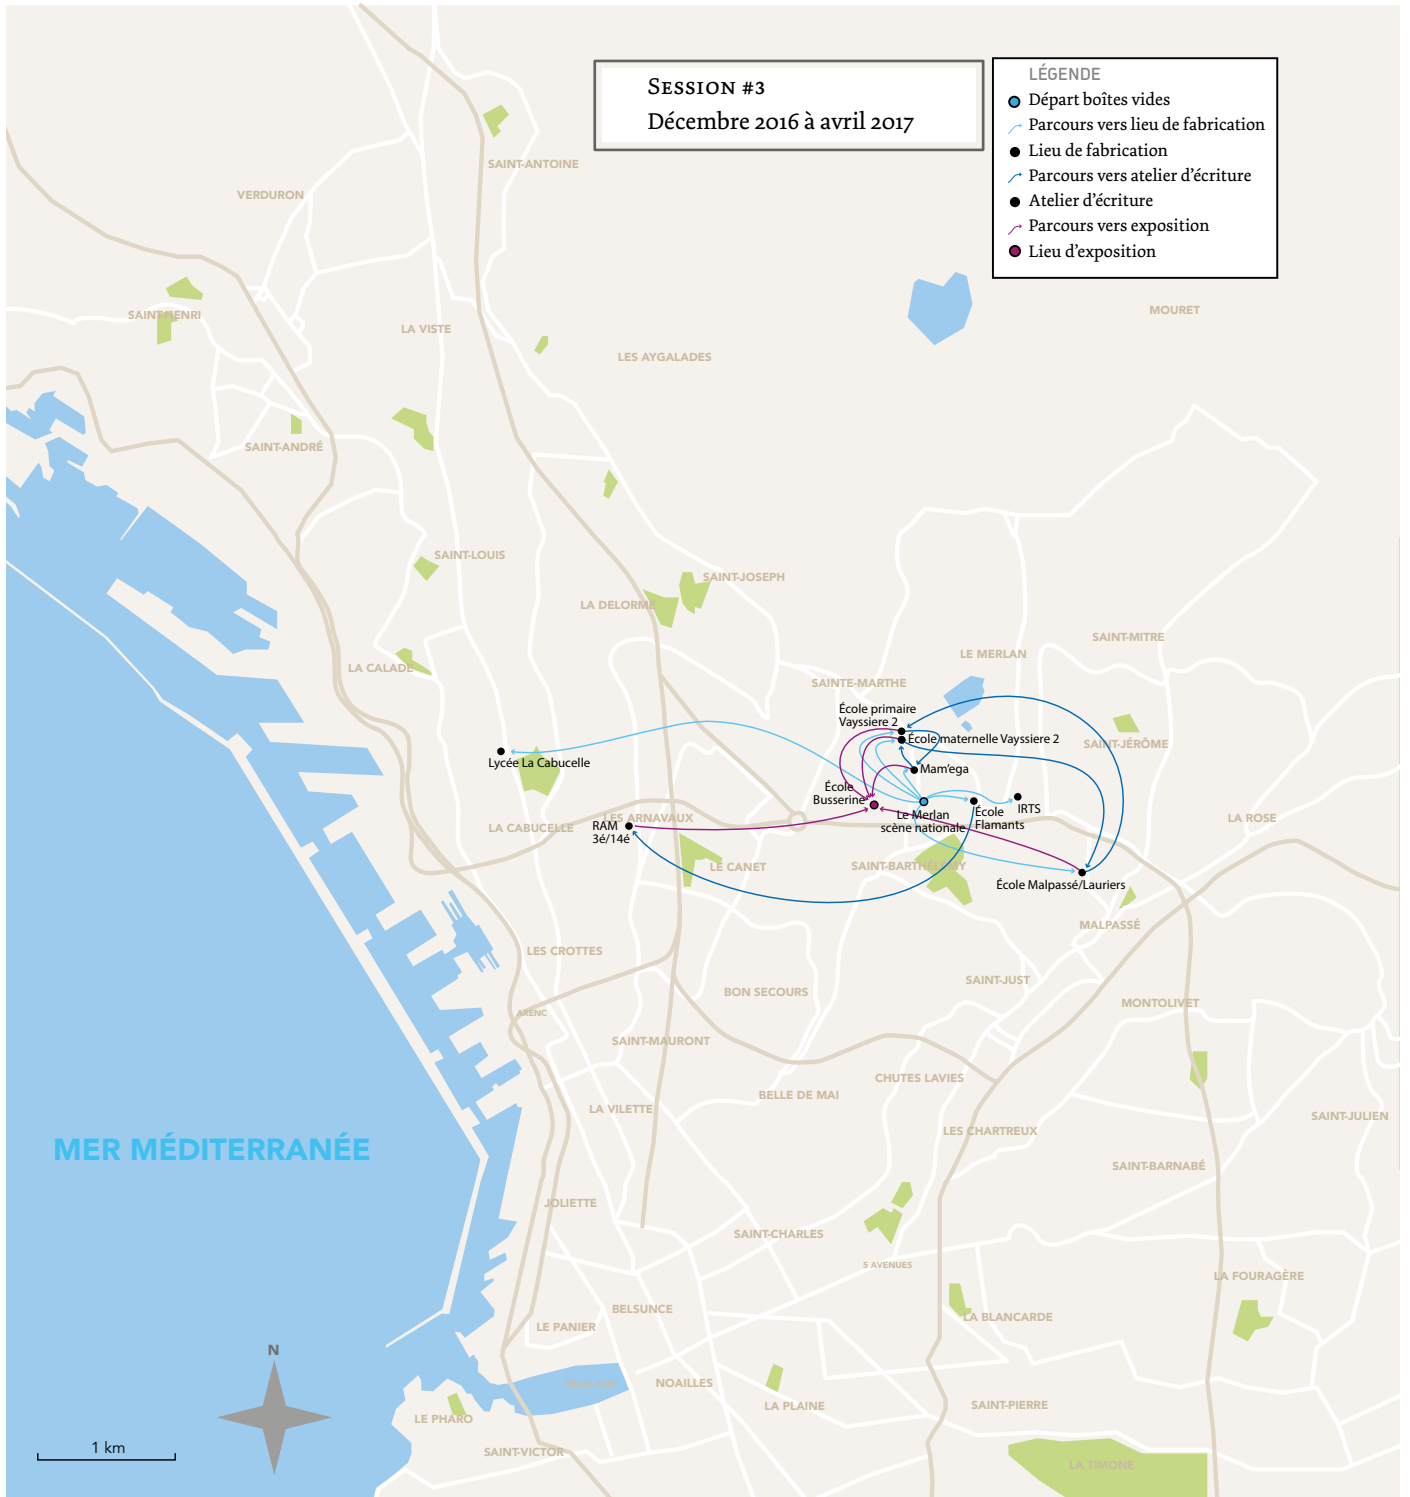 SESSION #3
Décembre 2016 à avril 2017
LÉGENDE
Départ boîtes vides
Parcours vers lieu de fabrication
Lieu de fabrication
Parcours vers atelier d'écriture
Atelier d'écriture
Parcours vers exposition
Lieu d'exposition
SAINT-ANTOINE
VERDURON
SAINT-HENRI
LA VISTE
MOURET
LES AYGALADES
SAINT-ANDRÉ
SAINT-LOUIS
SAINT-JOSEPH
LA DELORME
SAINT-MITRE
LE MERLAN
LA CALADE
SAINTE-MARTHE
École primaire
Vayssiere 2
École maternelle Vayssiere 2
SAINT-JÉRÔME
Lycée La Cabucelle
Mam'ega
École
Busserine
Le Merlan
scène nationale
École
Flamants
IRTS
LA CABUCELLE
LES ARNAVAUX
RAM
3é/14é
LA ROSE
LE CANET
SAINT-BARTHÉLÉMY
École Malpassé/Lauriers
MALPASSÉ
LES CROTTES
SAINT-JUST
BON SECOURS
MONTOLIVET
ARENC
SAINT-MAURONT
CHUTES LAVIES
BELLE DE MAI
LA VILETTE
SAINT-JULIEN
LES CHARTREUX
MER MÉDITERRANÉE
SAINT-BARNABÉ
JOLIETTE
SAINT-CHARLES
5 AVENUES
LA FOURAGÈRE
BELSUNCE
LA BLANCARDE
LE PANIER
N
NOAILLES
LA PLAINE
SAINT-PIERRE
LE PHARO
1 km
SAINT-VICTOR
LA TIMONE